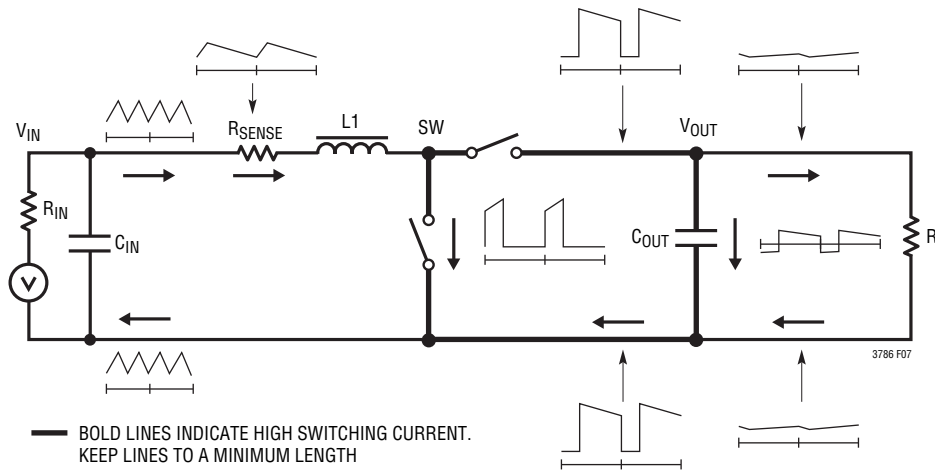 L1
SW
V_IN
R_SENSE
V_OUT
R_IN
C_IN
C_OUT
V
R
3786 F07
BOLD LINES INDICATE HIGH SWITCHING CURRENT.
KEEP LINES TO A MINIMUM LENGTH